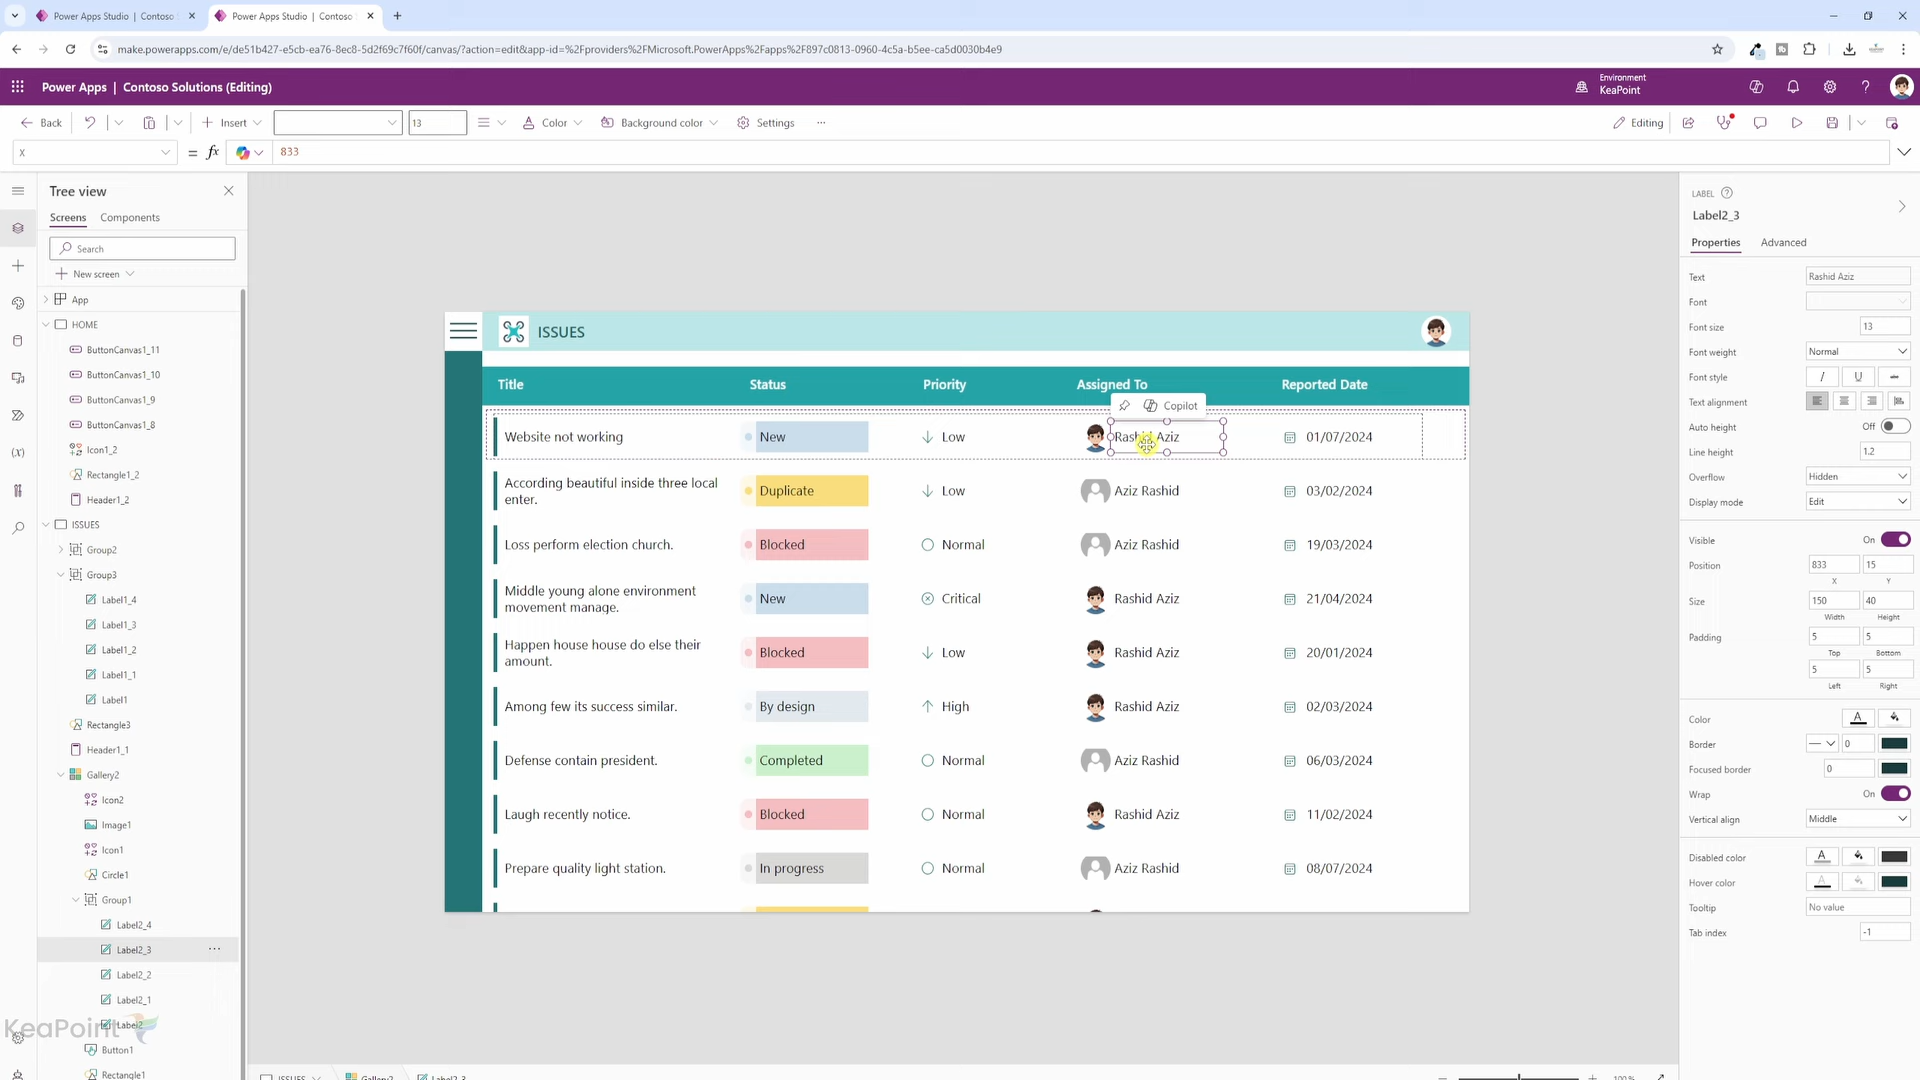 Power Apps Studio | Contoso
Power Apps Studio | Contoso
make.powerapps.com/e/de51b427-e5cb-ea76-8ec8-5d2f69c7f60f/canvas/?action=edit&app-id=%2Fproviders%2FMicrosoft.PowerApps%2Fapps%2F897c0813-0960-4c5a-b5ee-ca5d0030b4e9
Power Apps | Contoso Solutions (Editing)
Environment
KeaPoint
Back
Insert
13
Color
Background color
Settings
Editing
X
= fx
833
Tree view
Screens
Components
Search
New screen
App
HOME
ButtonCanvas1_11
ButtonCanvas1_10
ButtonCanvas1_9
ButtonCanvas1_8
Icon1_2
Rectangle1_2
Header1_2
ISSUES
Group2
Group3
Label1_4
Label1_3
Label1_2
Label1_1
Label1
Rectangle3
Header1_1
Gallery2
Icon2
Image1
Icon1
Circle1
Group1
Label2_4
Label2_3
Label2_2
Label2_1
Label2
Button1
Rectangle1
KeaPoint
ISSUES
Title Status Priority Assigned To Reported Date
Copilot
Website not working New Low Rashid Aziz 01/07/2024
According beautiful inside three local enter. Duplicate Low Aziz Rashid 03/02/2024
Loss perform election church. Blocked Normal Aziz Rashid 19/03/2024
Middle young alone environment movement manage. New Critical Rashid Aziz 21/04/2024
Happen house house do else their amount. Blocked Low Rashid Aziz 20/01/2024
Among few its success similar. By design High Rashid Aziz 02/03/2024
Defense contain president. Completed Normal Aziz Rashid 06/03/2024
Laugh recently notice. Blocked Normal Rashid Aziz 11/02/2024
Prepare quality light station. In progress Normal Aziz Rashid 08/07/2024
ISSUES Gallery2 Label2_3
100%
LABEL
Label2_3
Properties
Advanced
Text Rashid Aziz
Font
Font size 13
Font weight Normal
Font style
Text alignment
Auto height Off
Line height 1.2
Overflow Hidden
Display mode Edit
Visible On
Position 833 15
X Y
Size 150 40
Width Height
Padding 5 5
Top Bottom
5 5
Left Right
Color
Border 0
Focused border 0
Wrap On
Vertical align Middle
Disabled color
Hover color
Tooltip No value
Tab index -1